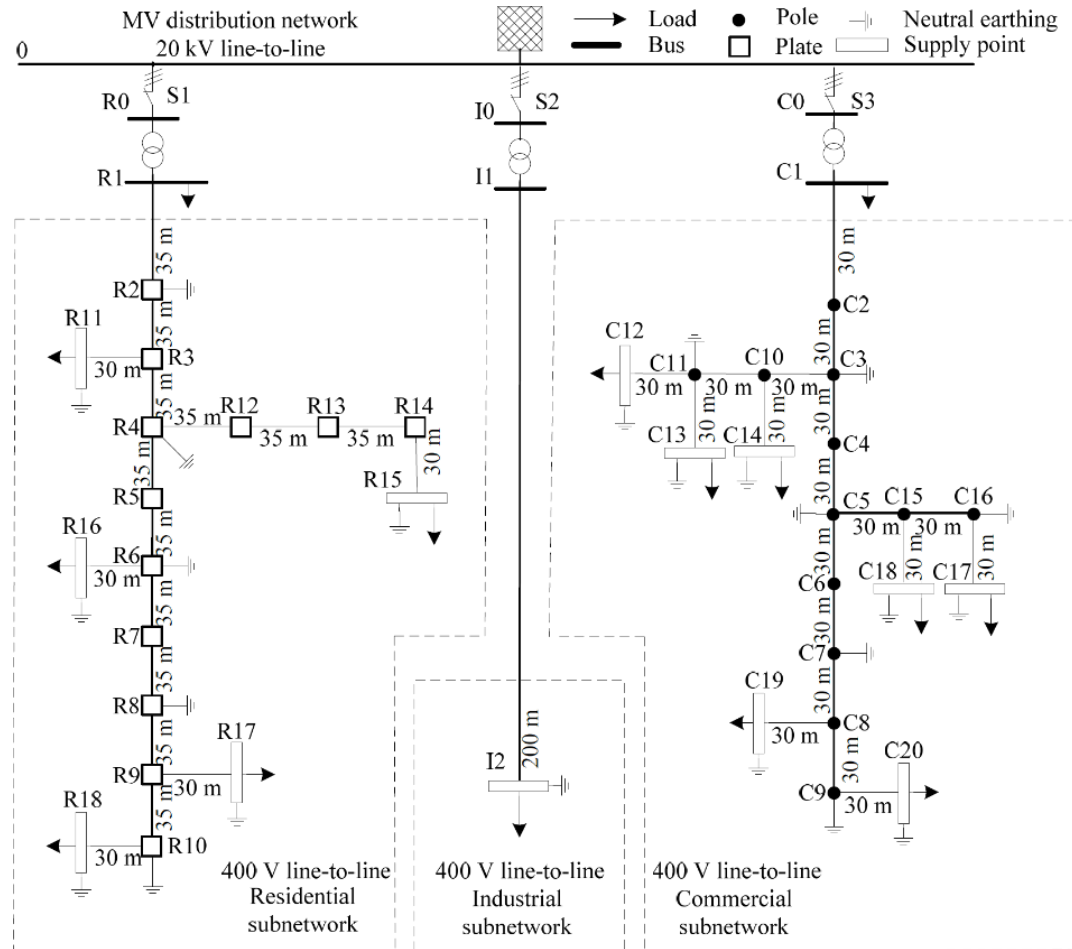 MV distribution network
20 kV line-to-line
Load
Pole
Neutral earthing
Bus
Plate
Supply point
0
R0
S1
I0
S2
C0
S3
R1
I1
C1
35 m
30 m
R2
C2
35 m
30 m
R11
R3
30 m
C12
C11
C10
C3
30 m
30 m
30 m
35 m
R4
35 m
R12
35 m
R13
35 m
R14
30 m
R15
30 m
C13
30 m
C14
30 m
C4
35 m
R5
30 m
C5
C15
C16
30 m
30 m
R16
35 m
R6
30 m
30 m
C6
30 m
C18
30 m
C17
35 m
R7
30 m
C7
35 m
R8
30 m
C19
C8
30 m
R17
35 m
R9
30 m
200 m
I2
30 m
C20
C9
30 m
R18
35 m
R10
30 m
400 V line-to-line
Residential
subnetwork
400 V line-to-line
Industrial
subnetwork
400 V line-to-line
Commercial
subnetwork